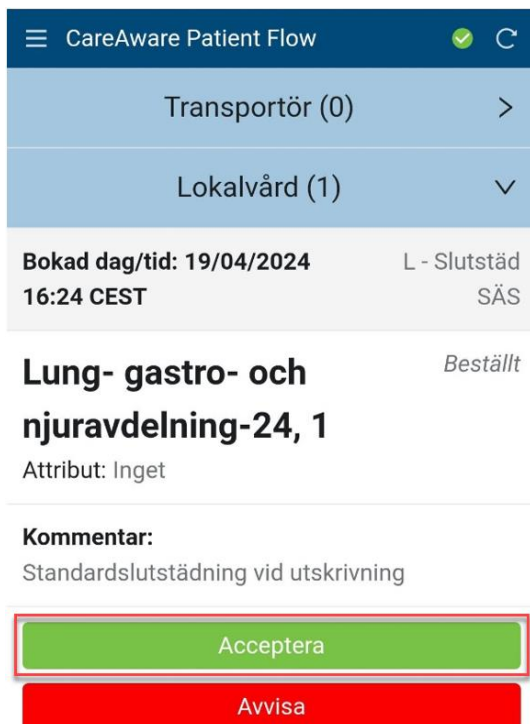 CareAware Patient Flow
Transportör (0)
Lokalvård (1)
Bokad dag/tid: 19/04/2024 L - Slutstäd
16:24 CEST SÄS
Lung- gastro- och Beställt
njuravdelning-24, 1
Attribut: Inget
Kommentar:
Standardslutstädning vid utskrivning
Acceptera
Avvisa